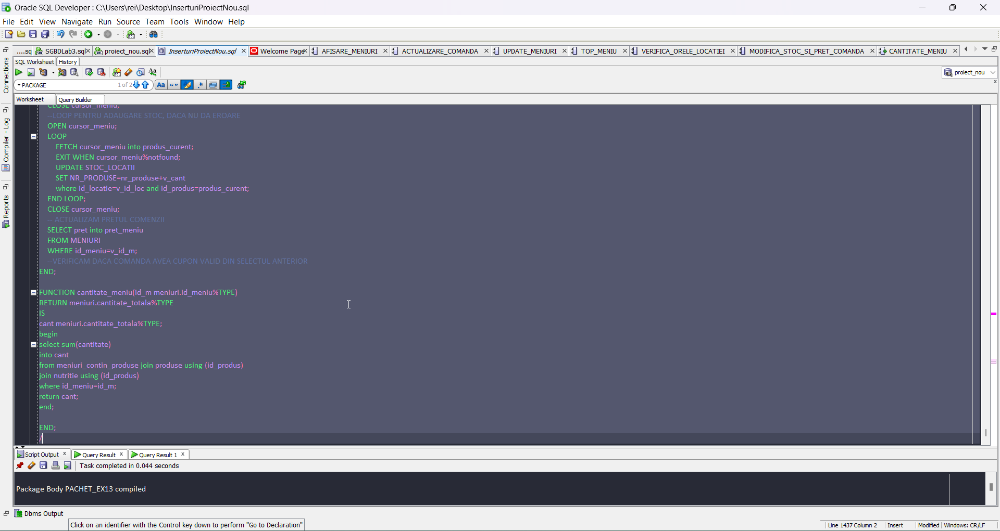 Oracle SQL Developer : C:\Users\rei\Desktop\InserturiProiectNou.sql
File Edit View Navigate Run Source Team Tools Window Help
....sq SGBDLab3.sql proiect_nou.sql InserturiProiectNou.sql Welcome Page AFISARE_MENIURI ACTUALIZARE_COMANDA UPDATE_MENIURI TOP_MENIU VERIFICA_ORELE_LOCATIEI MODIFICA_STOC_SI_PRET_COMANDA CANTITATE_MENIU
SQL Worksheet History
proiect_nou
PACKAGE 1 of 2
Worksheet Query Builder
Connections
Compiler - Log
Reports
CLOSE cursor_meniu;
--LOOP PENTRU ADAUGARE STOC, DACA NU DA EROARE
OPEN cursor_meniu;
LOOP
FETCH cursor_meniu into produs_curent;
EXIT WHEN cursor_meniu%notfound;
UPDATE STOC_LOCATII
SET NR_PRODUSE=nr_produse+v_cant
where id_locatie=v_id_loc and id_produs=produs_curent;
END LOOP;
CLOSE cursor_meniu;
-- ACTUALIZAM PRETUL COMENZII
SELECT pret into pret_meniu
FROM MENIURI
WHERE id_meniu=v_id_m;
--VERIFICAM DACA COMANDA AVEA CUPON VALID DIN SELECTUL ANTERIOR
END;
FUNCTION cantitate_meniu(id_m meniuri.id_meniu%TYPE)
RETURN meniuri.cantitate_totala%TYPE
IS
cant meniuri.cantitate_totala%TYPE;
begin
select sum(cantitate)
into cant
from meniuri_contin_produse join produse using (id_produs)
join nutritie using (id_produs)
where id_meniu=id_m;
return cant;
end;
END;
/
Script Output Query Result Query Result 1
Task completed in 0.044 seconds
Package Body PACHET_EX13 compiled
Dbms Output
Click on an identifier with the Control key down to perform "Go to Declaration"
Line 1437 Column 2 Insert Modified Windows: CR/LF